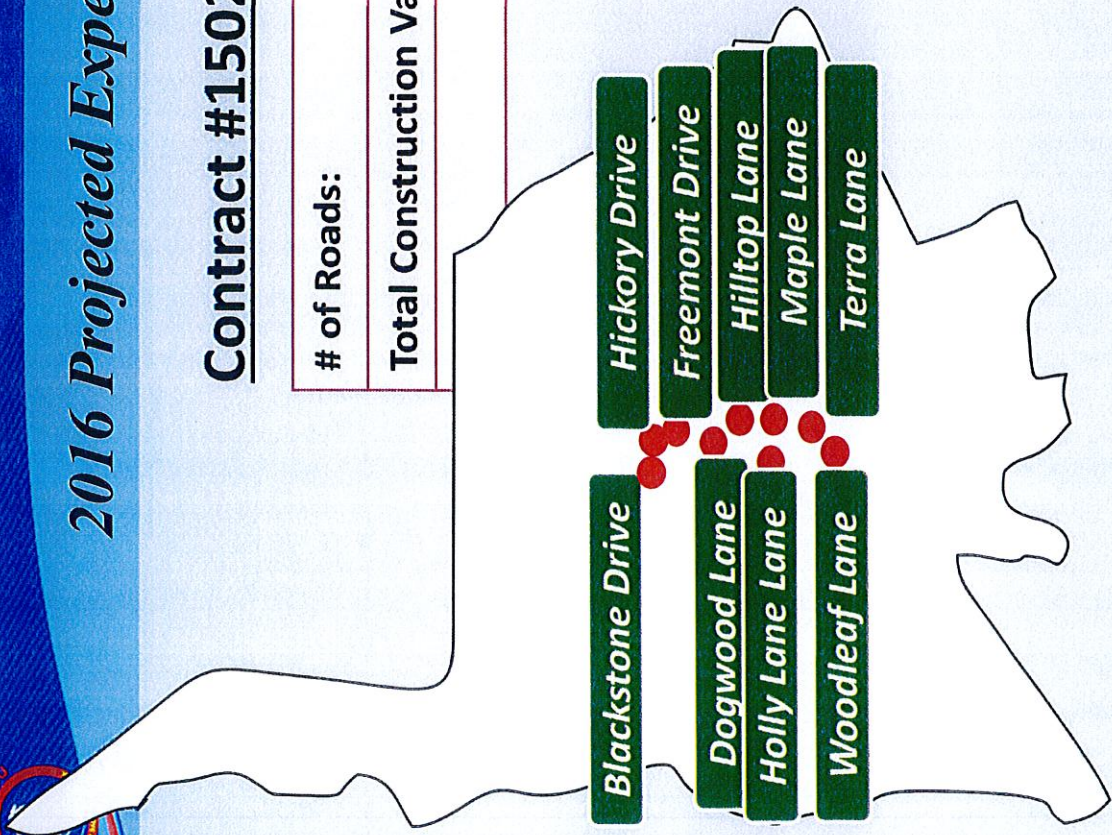 2016 Projected Expe
Contract #1502
# of Roads:
Total Construction Va
Hickory Drive
Blackstone Drive
Freemont Drive
Dogwood Lane
Hilltop Lane
Holly Lane Lane
Maple Lane
Woodleaf Lane
Terra Lane